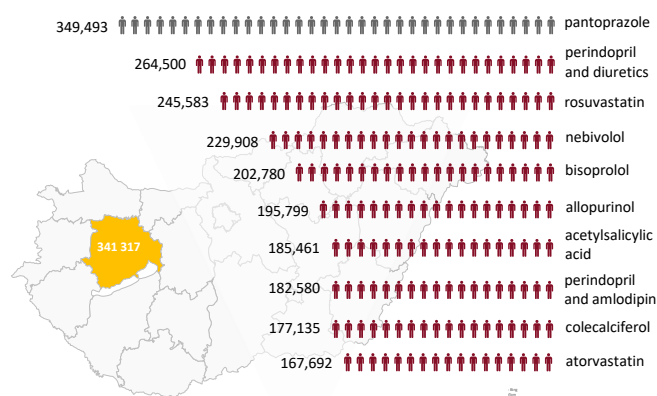 349,493 pantoprazole
264,500 perindopril
and diuretics
245,583 rosuvastatin
229,908 nebivolol
202,780 bisoprolol
195,799 allopurinol
185,461 acetylsalicylic
acid
182,580 perindopril
and amlodipin
177,135 colecalciferol
167,692 atorvastatin
341 317